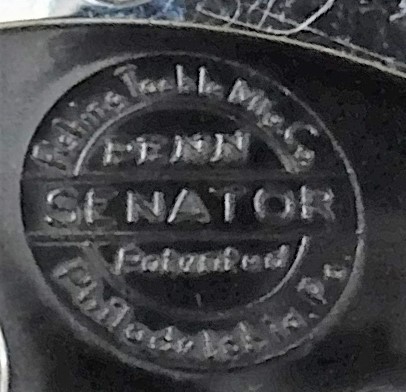 Fishing Tackle Mfg. Co.
PENN
SENATOR
Patented
Philadelphia. Pa.